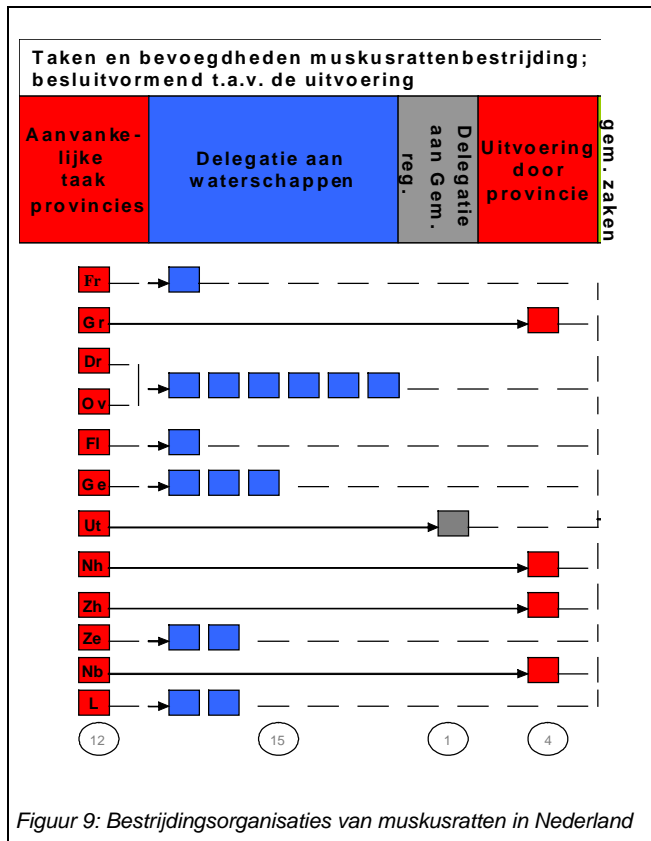 Taken en bevoegdheden muskusrattenbestrijding;
besluitvormend t.a.v. de uitvoering
Aanvanke-
lijke
taak
provincies
Delegatie aan
waterschappen
Delegatie
aan Gem.
reg.
Uitvoering
door
provincie
gem. zaken
Fr
Gr
Dr
Ov
Fl
Ge
Ut
Nh
Zh
Ze
Nb
L
12
15
1
4
Figuur 9: Bestrijdingsorganisaties van muskusratten in Nederland